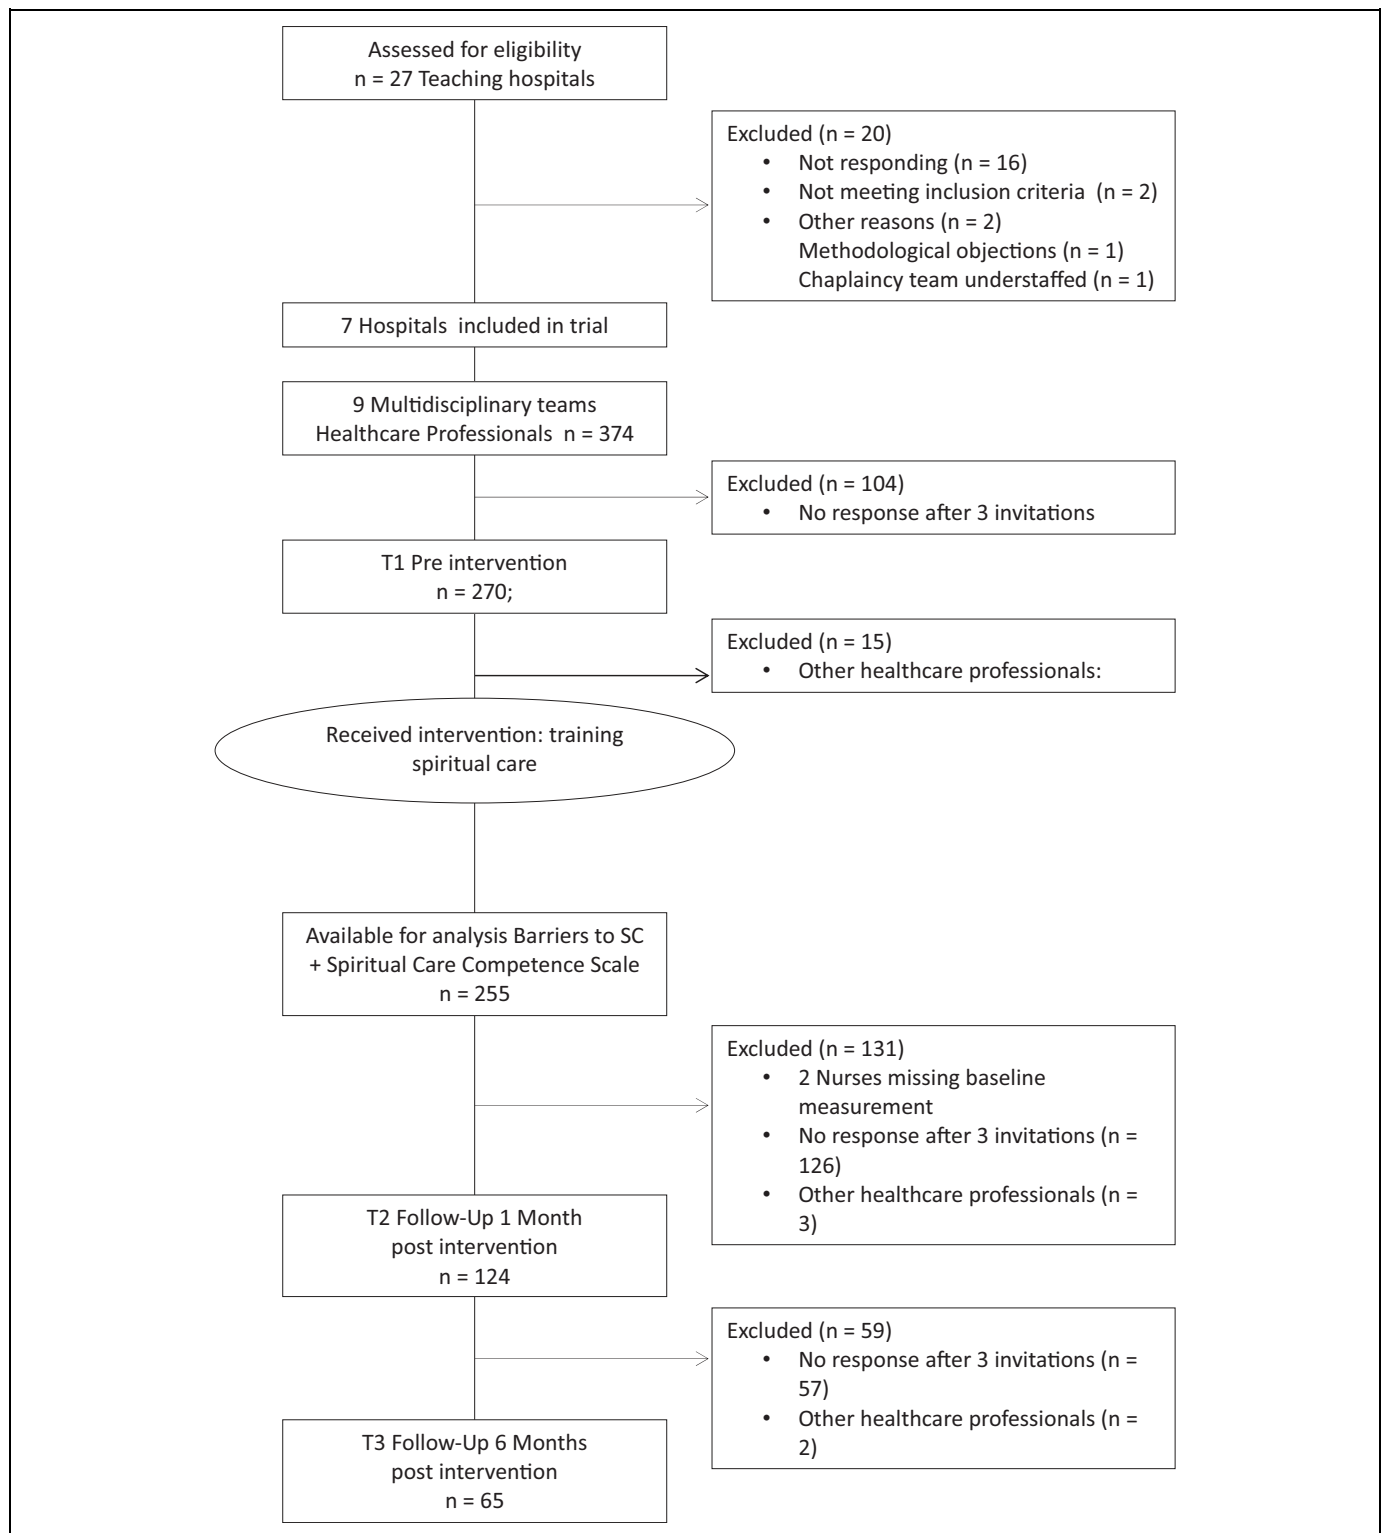 Assessed for eligibility
n = 27 Teaching hospitals
Excluded (n = 20)
• Not responding (n = 16)
• Not meeting inclusion criteria (n = 2)
• Other reasons (n = 2)
Methodological objections (n = 1)
Chaplaincy team understaffed (n = 1)
7 Hospitals included in trial
9 Multidisciplinary teams
Healthcare Professionals n = 374
Excluded (n = 104)
• No response after 3 invitations
T1 Pre intervention
n = 270;
Excluded (n = 15)
• Other healthcare professionals:
Received intervention: training
spiritual care
Available for analysis Barriers to SC
+ Spiritual Care Competence Scale
n = 255
Excluded (n = 131)
• 2 Nurses missing baseline
measurement
• No response after 3 invitations (n =
126)
• Other healthcare professionals (n =
3)
T2 Follow-Up 1 Month
post intervention
n = 124
Excluded (n = 59)
• No response after 3 invitations (n =
57)
• Other healthcare professionals (n =
2)
T3 Follow-Up 6 Months
post intervention
n = 65